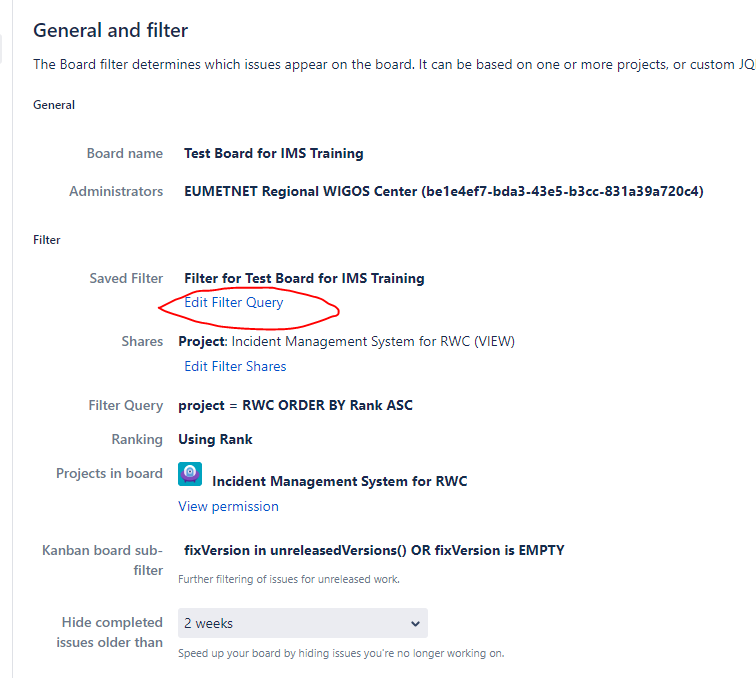 General and filter
The Board filter determines which issues appear on the board. It can be based on one or more projects, or custom JQ
General
Board name Test Board for IMS Training
Administrators EUMETNET Regional WIGOS Center (be1e4ef7-bda3-43e5-b3cc-831a39a720c4)
Filter
Saved Filter Filter for Test Board for IMS Training
Edit Filter Query
Shares Project: Incident Management System for RWC (VIEW)
Edit Filter Shares
Filter Query project = RWC ORDER BY Rank ASC
Ranking Using Rank
Projects in board Incident Management System for RWC
View permission
Kanban board sub- fixVersion in unreleasedVersions() OR fixVersion is EMPTY
filter Further filtering of issues for unreleased work.
Hide completed 2 weeks
issues older than
Speed up your board by hiding issues you're no longer working on.